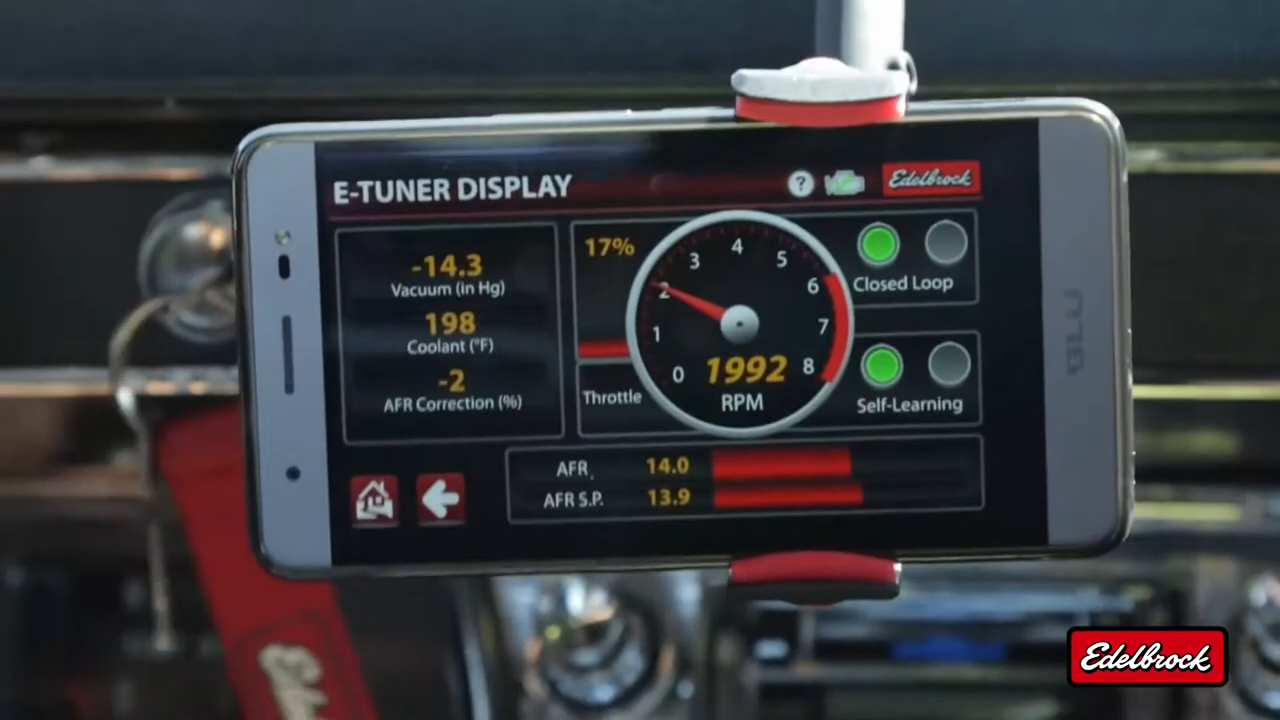 E-TUNER DISPLAY
?
Edelbrock
-14.3
Vacuum (in Hg)
198
Coolant (°F)
-2
AFR Correction (%)
17%
Throttle
0 1 2 3 4 5 6 7 8
1992
RPM
Closed Loop
Self-Learning
AFR 14.0
AFR S.P. 13.9
BLU
Edelbrock